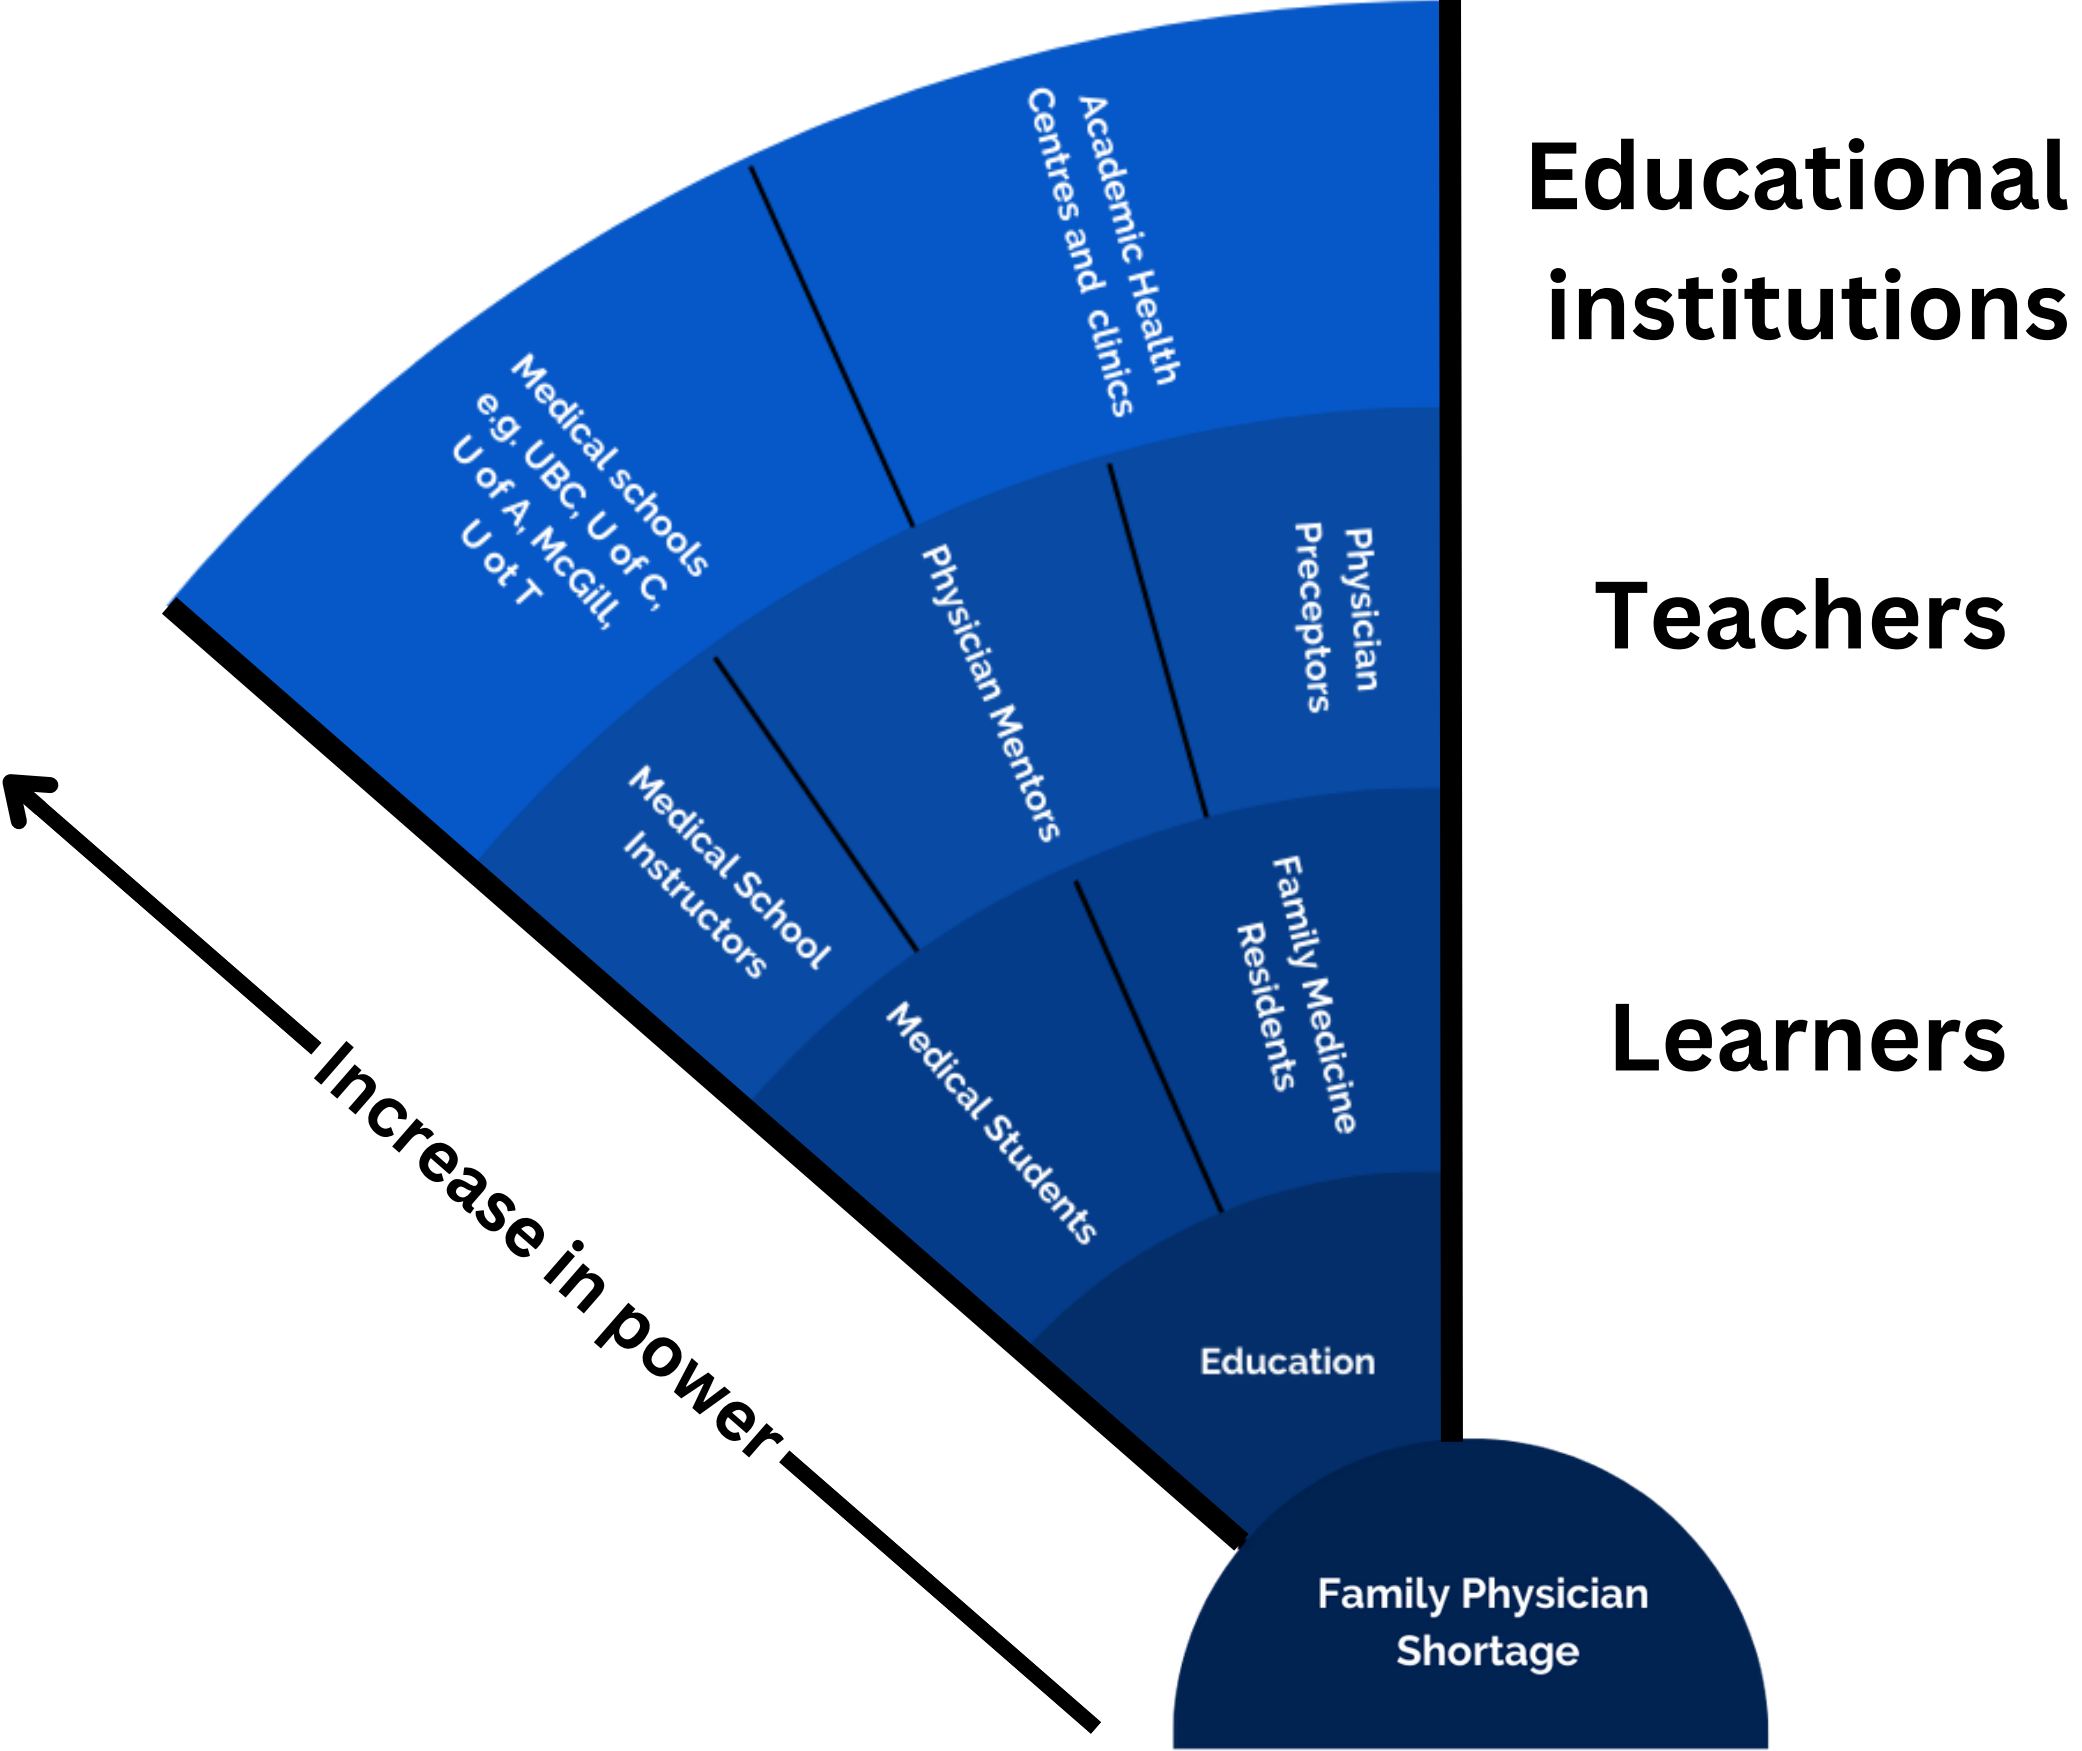 Educational
institutions
Teachers
Learners
Academic Health
Centres and clinics
Medical schools
e.g. UBC, U of C,
U of A, McGill,
U ot T
Physician
Preceptors
Physician Mentors
Medical School
Instructors
Family Medicine
Residents
Medical Students
Education
Family Physician
Shortage
Increase in power